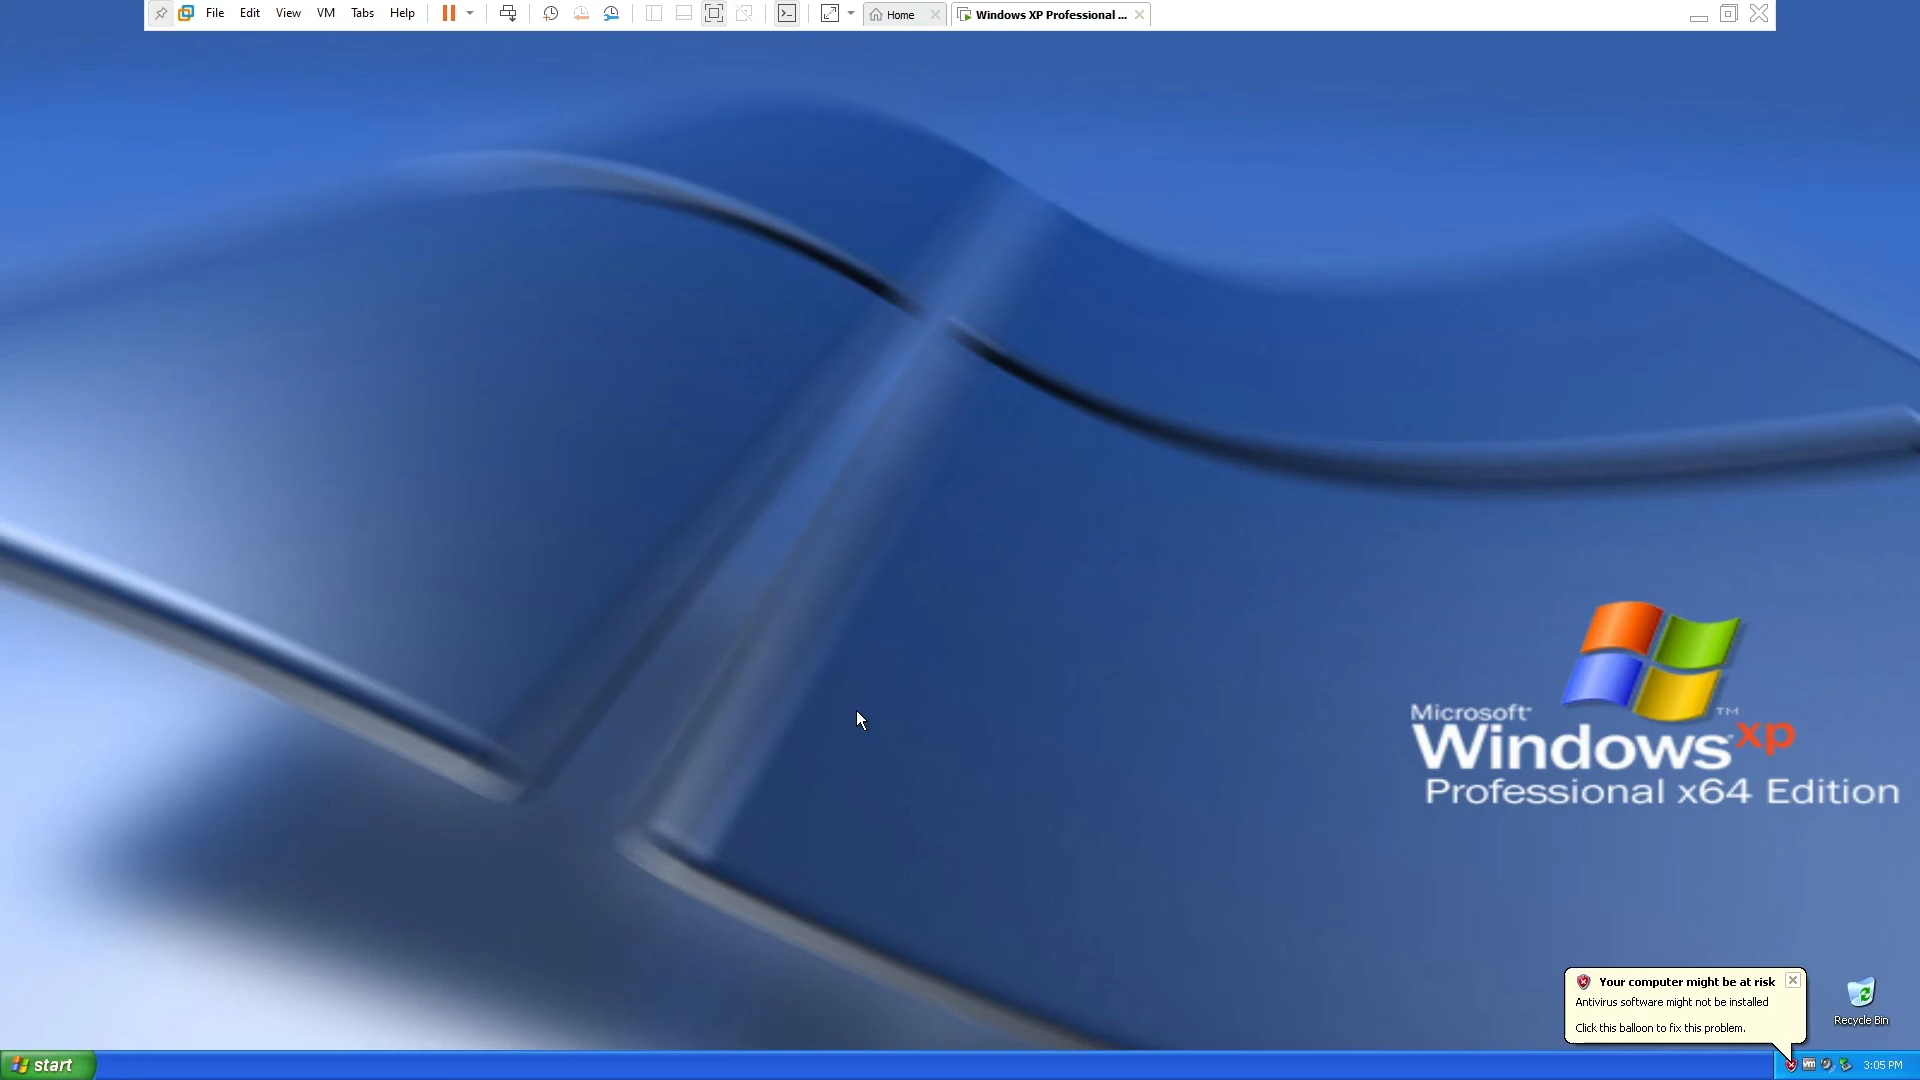 File Edit View VM Tabs Help Home Windows XP Professional ...
Microsoft®
Windows xp ™
Professional x64 Edition
Your computer might be at risk
Antivirus software might not be installed
Click this balloon to fix this problem.
Recycle Bin
start
vm
3:05 PM